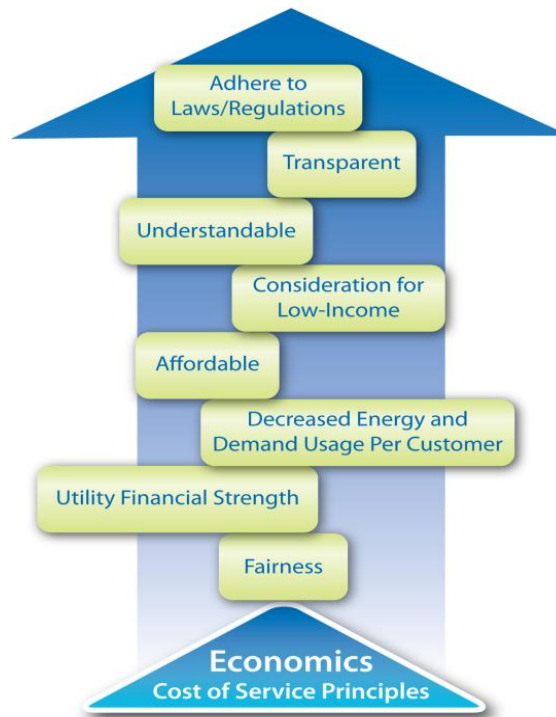 Adhere to
Laws/Regulations
Transparent
Understandable
Consideration for
Low-Income
Affordable
Decreased Energy and
Demand Usage Per Customer
Utility Financial Strength
Fairness
Economics
Cost of Service Principles